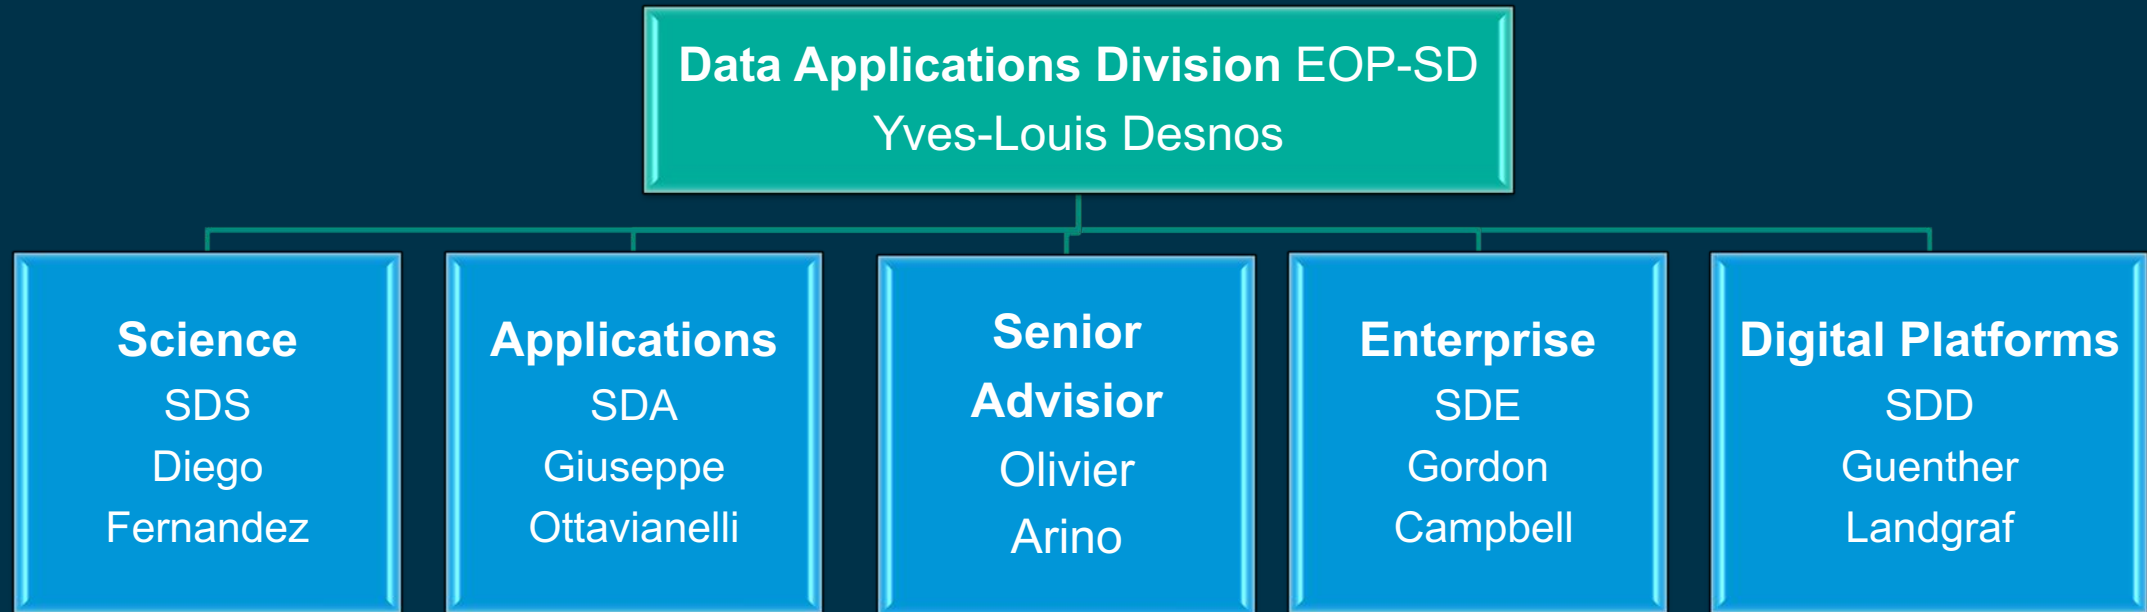 Data Applications Division EOP-SD
Yves-Louis Desnos
Science
SDS
Diego
Fernandez
Applications
SDA
Giuseppe
Ottavianelli
Senior
Advisior
Olivier
Arino
Enterprise
SDE
Gordon
Campbell
Digital Platforms
SDD
Guenther
Landgraf